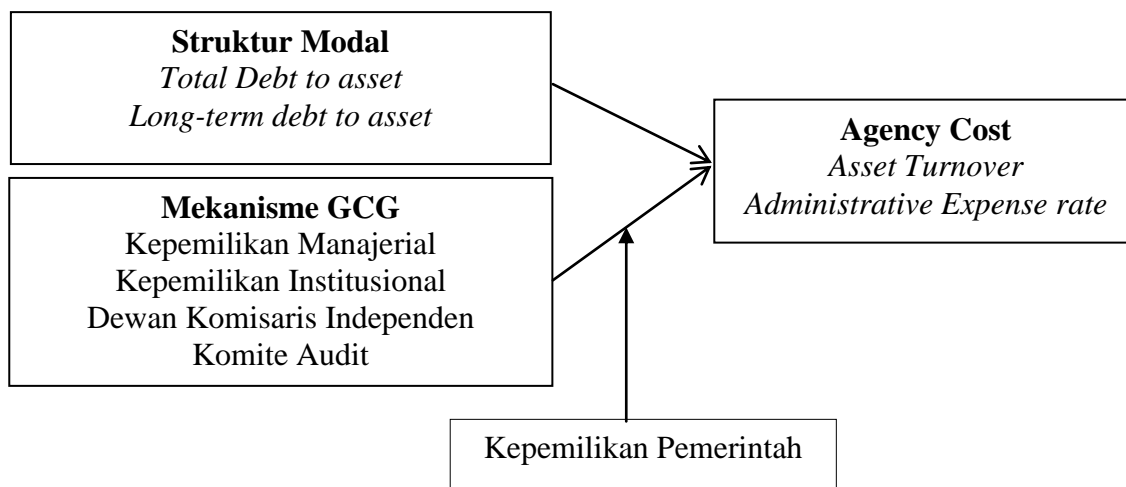 Struktur Modal
Total Debt to asset
Long-term debt to asset
Mekanisme GCG
Kepemilikan Manajerial
Kepemilikan Institusional
Dewan Komisaris Independen
Komite Audit
Agency Cost
Asset Turnover
Administrative Expense rate
Kepemilikan Pemerintah